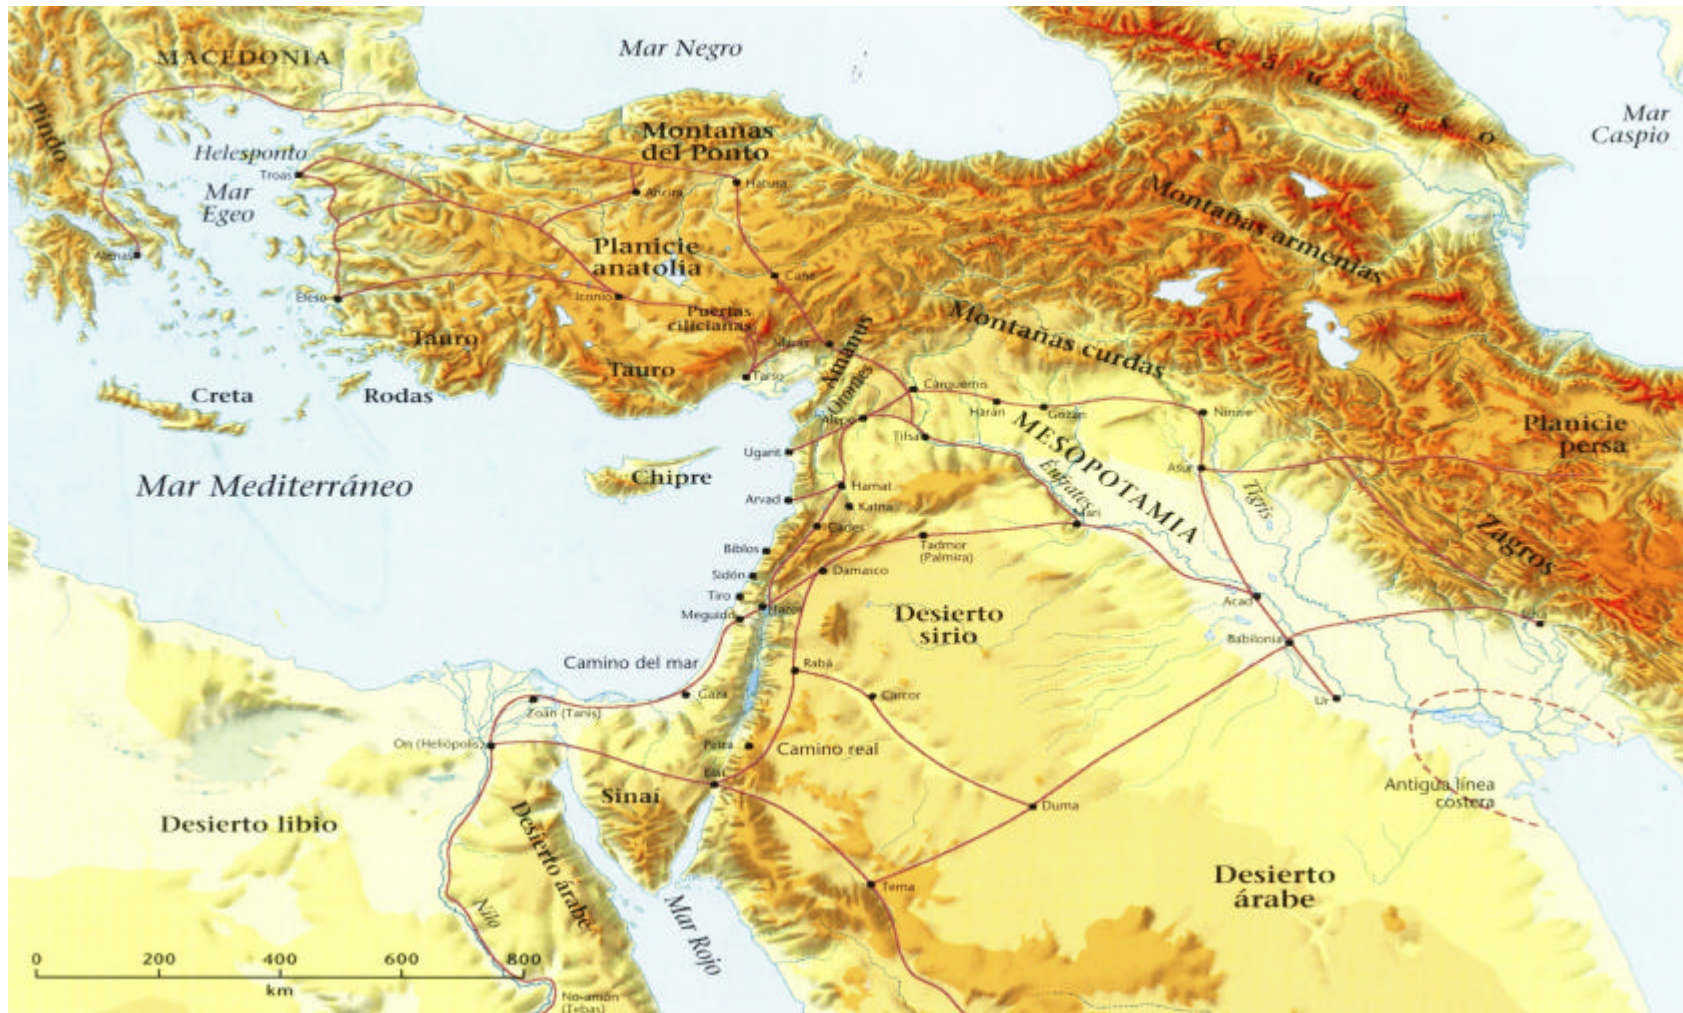 Mar Negro
MACEDONIA
Cáucaso
Mar
Caspio
Pindo
Montañas
del Ponto
Helesponto
Troas
Mar
Egeo
Ancira
Hatusa
Montañas armenias
Atenas
Planicie
anatolia
Cane
Efeso
Iconio
Puertas
cilicianas
Tauro
Montañas curdas
Amanus
Tauro
Tarso
Orontes
Creta
Rodas
Carquemis
Harán
Gozán
Nínive
Alepo
Tifsa
MESOPOTAMIA
Planicie
persa
Ugarit
Chipre
Asur
Mar Mediterráneo
Arvad
Hamat
Katna
Eufrates
Tigris
Mari
Cades
Zagros
Biblos
Tadmor
(Palmira)
Sidón
Damasco
Tiro
Hazor
Meguido
Acad
Desierto
sirio
Babilonia
Camino del mar
Rabá
Gaza
Carcor
Ur
Zoán (Tanis)
On (Heliópolis)
Petra
Camino real
Elat
Sinaí
Antigua línea
costera
Duma
Desierto libio
Desierto árabe
Tema
Desierto
árabe
Nilo
Mar Rojo
0 200 400 600 800
km
No-amón
(Tebas)